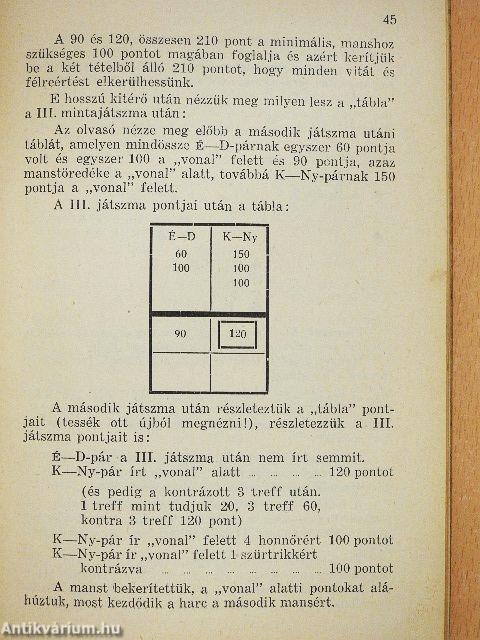 45
A 90 és 120, összesen 210 pont a minimális, manshoz
szükséges 100 pontot magában foglalja és azért kerítjük
be a két tételből álló 210 pontot, hogy minden vitát és
félreértést elkerülhessünk.
E hosszú kitérő után nézzük meg milyen lesz a „tábla”
a III. mintajátszma után:
Az olvasó nézze meg előbb a második játszma utáni
táblát, amelyen mindössze É—D-párnak egyszer 60 pontja
volt és egyszer 100 a „vonal” felett és 90 pontja, azaz
manstöredéke a „vonal” alatt, továbbá K—Ny-párnak 150
pontja a „vonal” felett.
A III. játszma pontjai után a tábla:
É—D K—Ny
60 150
100 100
100
90 120
A második játszma után részleteztük a „tábla” pont-
jait (tessék ott újból megnézni!), részletezzük a III.
játszma pontjait is:
É—D-pár a III. játszma után nem írt semmit.
K—Ny-pár írt „vonal” alatt ... ... ... ... 120 pontot
(és pedig a kontrázott 3 treff után.
1 treff mint tudjuk 20, 3 treff 60,
kontra 3 treff 120 pont)
K—Ny-pár ír „vonal” felett 4 honnőrért 100 pontot
K—Ny-pár ír „vonal” felett 1 szürtrikkért
kontrázva ... ... ... ... ... ... ... 100 pontot
A manst bekerítettük, a „vonal” alatti pontokat alá-
húztuk, most kezdődik a harc a második mansért.
Antikvárium.hu